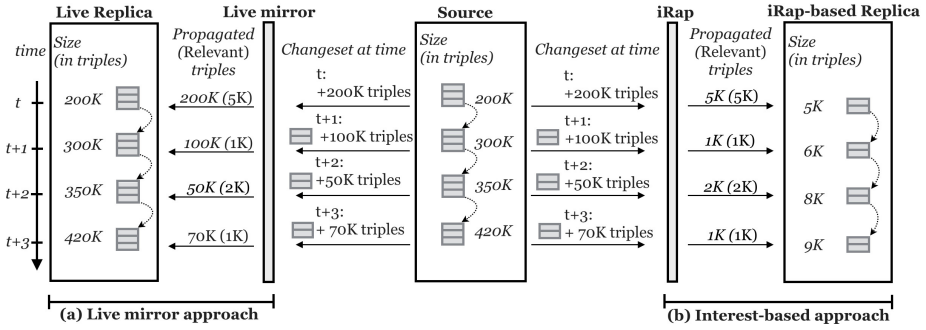 Live Replica Live mirror Source iRap iRap-based Replica
time Size (in triples) Propagated (Relevant) triples Changeset at time Size (in triples) Changeset at time Propagated (Relevant) triples Size (in triples)
t 200K 200K (5K) t: +200K triples 200K t: +200K triples 5K (5K) 5K
t+1 300K 100K (1K) t+1: +100K triples 300K t+1: +100K triples 1K (1K) 6K
t+2 350K 50K (2K) t+2: +50K triples 350K t+2: +50K triples 2K (2K) 8K
t+3 420K 70K (1K) t+3: + 70K triples 420K t+3: + 70K triples 1K (1K) 9K
(a) Live mirror approach (b) Interest-based approach